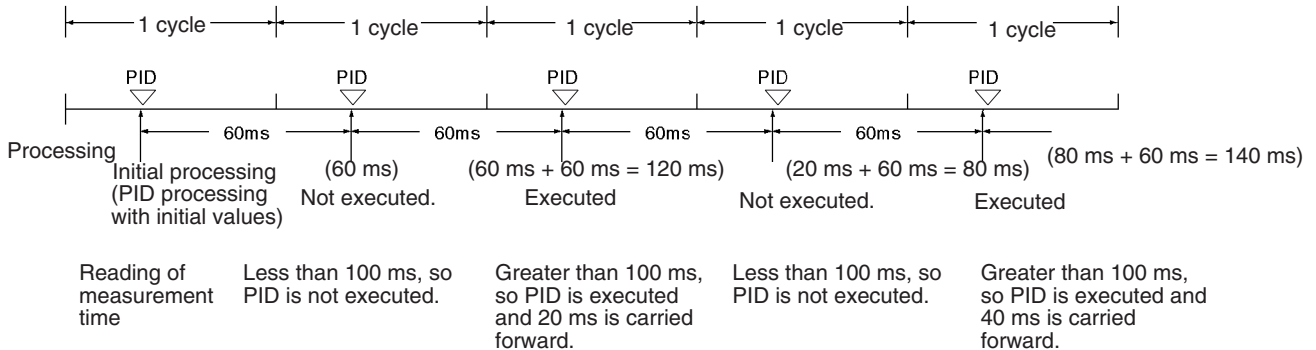 1 cycle 1 cycle 1 cycle 1 cycle 1 cycle
PID PID PID PID PID
60ms 60ms 60ms 60ms
Processing
Initial processing
(PID processing
with initial values)
(60 ms)
Not executed.
(60 ms + 60 ms = 120 ms)
Executed
(20 ms + 60 ms = 80 ms)
Not executed.
(80 ms + 60 ms = 140 ms)
Executed
Reading of
measurement
time
Less than 100 ms, so
PID is not executed.
Greater than 100 ms,
so PID is executed
and 20 ms is carried
forward.
Less than 100 ms, so
PID is not executed.
Greater than 100 ms,
so PID is executed and
40 ms is carried
forward.